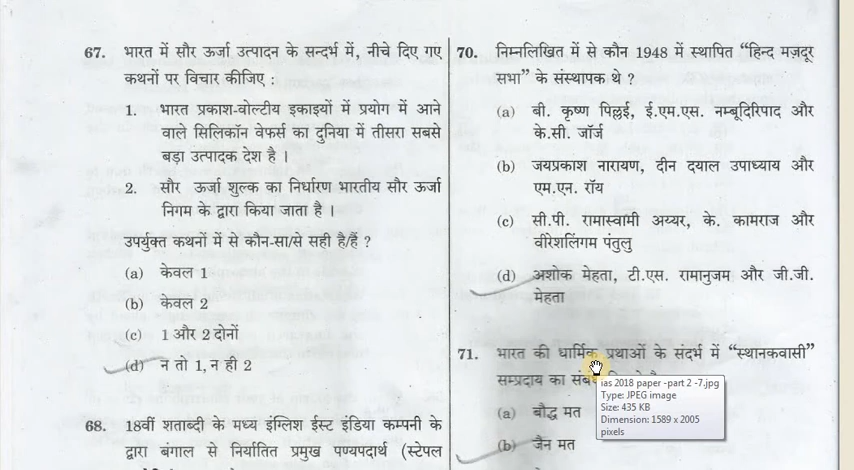 67. भारत में सौर ऊर्जा उत्पादन के सन्दर्भ में, नीचे दिए गए
कथनों पर विचार कीजिए :
1. भारत प्रकाश-वोल्टीय इकाइयों में प्रयोग में आने
वाले सिलिकॉन वेफर्स का दुनिया में तीसरा सबसे
बड़ा उत्पादक देश है ।
2. सौर ऊर्जा शुल्क का निर्धारण भारतीय सौर ऊर्जा
निगम के द्वारा किया जाता है ।
उपर्युक्त कथनों में से कौन-सा/से सही है/हैं ?
(a) केवल 1
(b) केवल 2
(c) 1 और 2 दोनों
(d) न तो 1, न ही 2
68. 18वीं शताब्दी के मध्य इंग्लिश ईस्ट इंडिया कम्पनी के
द्वारा बंगाल से निर्यातित प्रमुख पण्यपदार्थ (स्टेपल
70. निम्नलिखित में से कौन 1948 में स्थापित “हिन्द मज़दूर
सभा” के संस्थापक थे ?
(a) बी. कृष्ण पिल्लई, ई.एम.एस. नम्बूदिरिपाद और
के.सी. जॉर्ज
(b) जयप्रकाश नारायण, दीन दयाल उपाध्याय और
एम.एन. रॉय
(c) सी.पी. रामास्वामी अय्यर, के. कामराज और
वीरेशलिंगम पंतुलु
(d) अशोक मेहता, टी.एस. रामानुजम और जी.जी.
मेहता
71. भारत की धार्मिक प्रथाओं के संदर्भ में “स्थानकवासी”
सम्प्रदाय का
(a) बौद्ध मत
(b) जैन मत
ias 2018 paper -part 2 -7.jpg
Type: JPEG image
Size: 435 KB
Dimension: 1589 x 2005
pixels